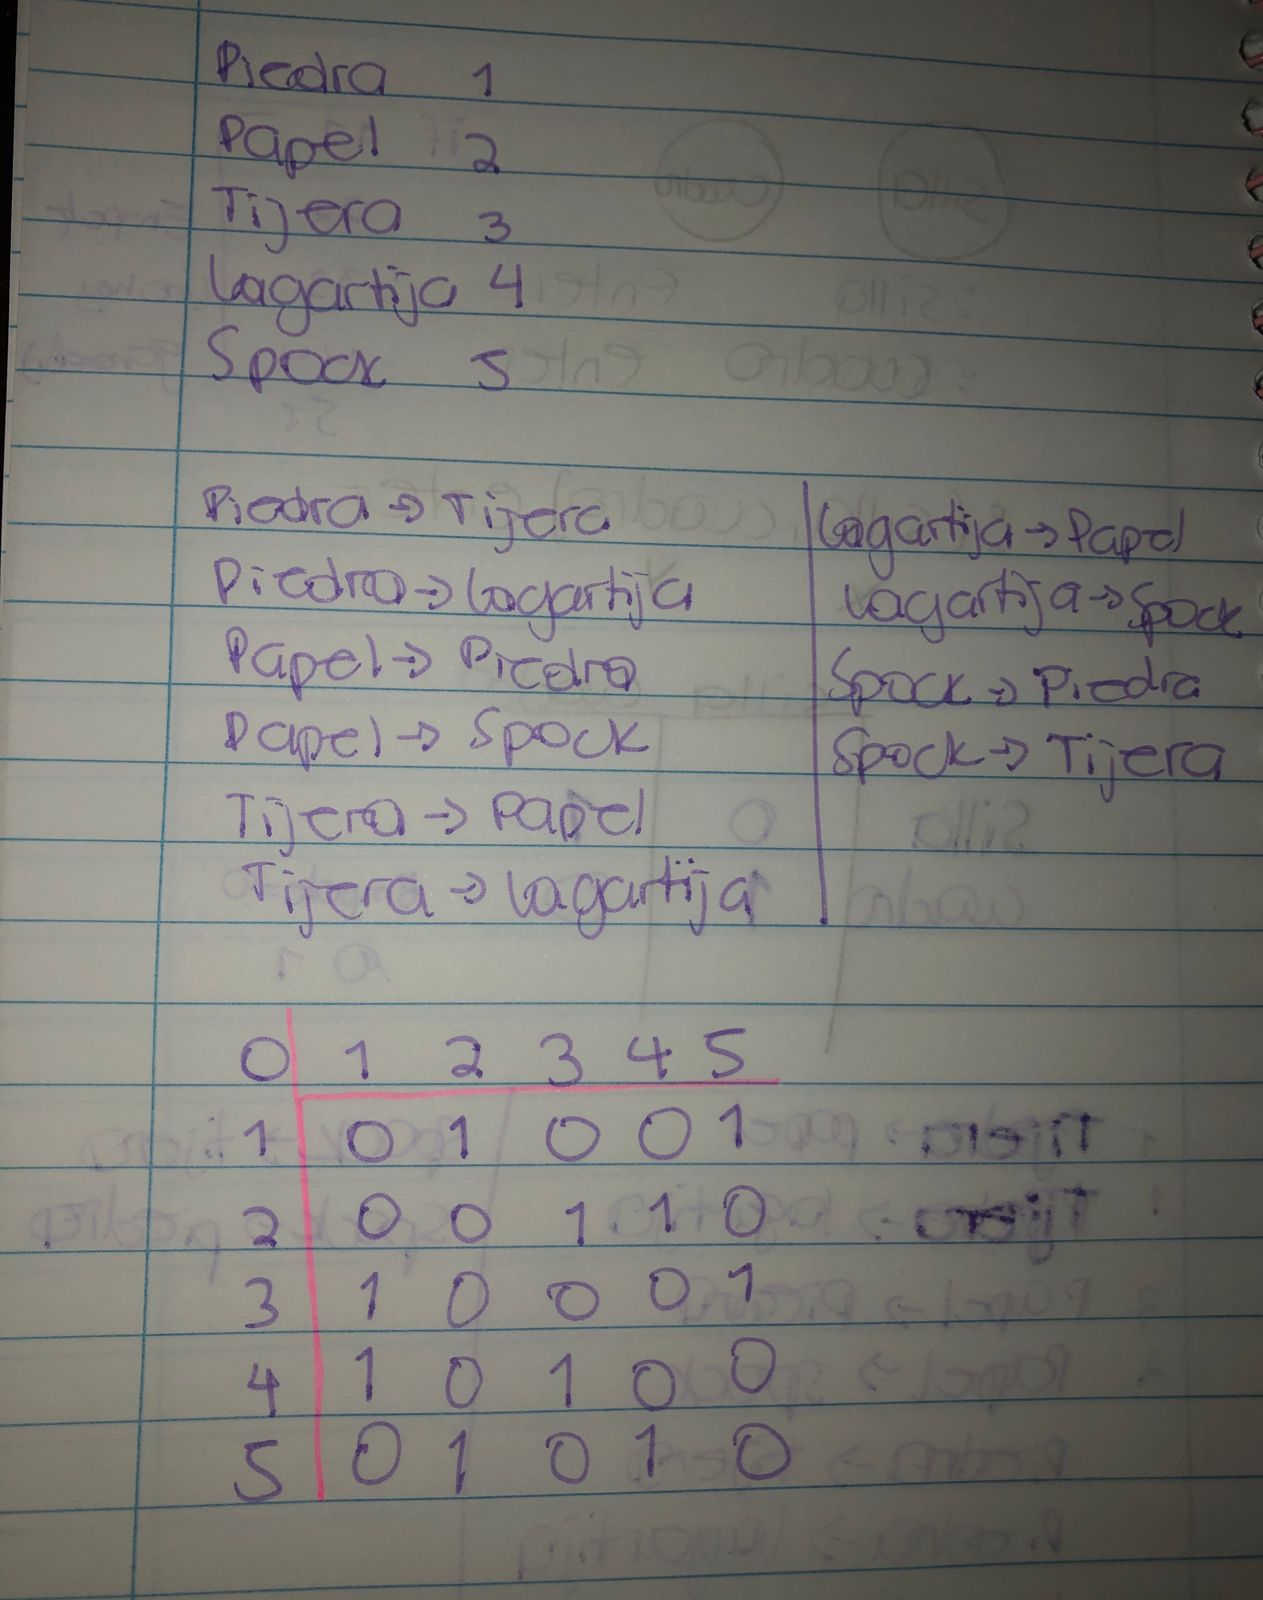 Piedra 1
Papel 2
Tijera 3
Lagartija 4
Spock 5
Piedra → Tijera
Piedra → Lagartija
Papel → Piedra
Papel → Spock
Tijera → Papel
Tijera → Lagartija
Lagartija → Papel
Lagartija → Spock
Spock → Piedra
Spock → Tijera
0 1 2 3 4 5
1 0 1 0 0 1
2 0 0 1 1 0
3 1 0 0 0 1
4 1 0 1 0 0
5 0 1 0 1 0